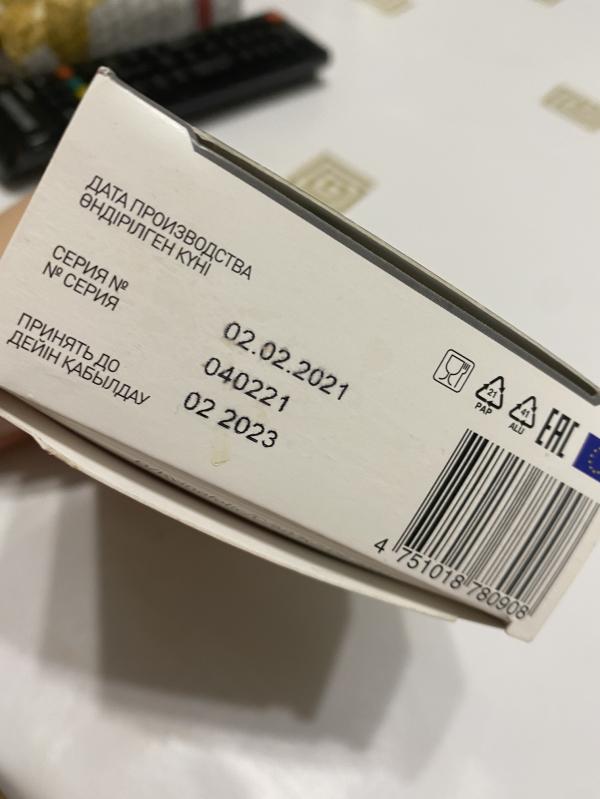 ДАТА ПРОИЗВОДСТВА
ӨНДІРІЛГЕН КҮНІ
СЕРИЯ №
№ СЕРИЯ
ПРИНЯТЬ ДО
ДЕЙІН ҚАБЫЛДАУ
02.02.2021
040221
02 2023
21
PAP
41
ALU
EAC
4 751018 780908